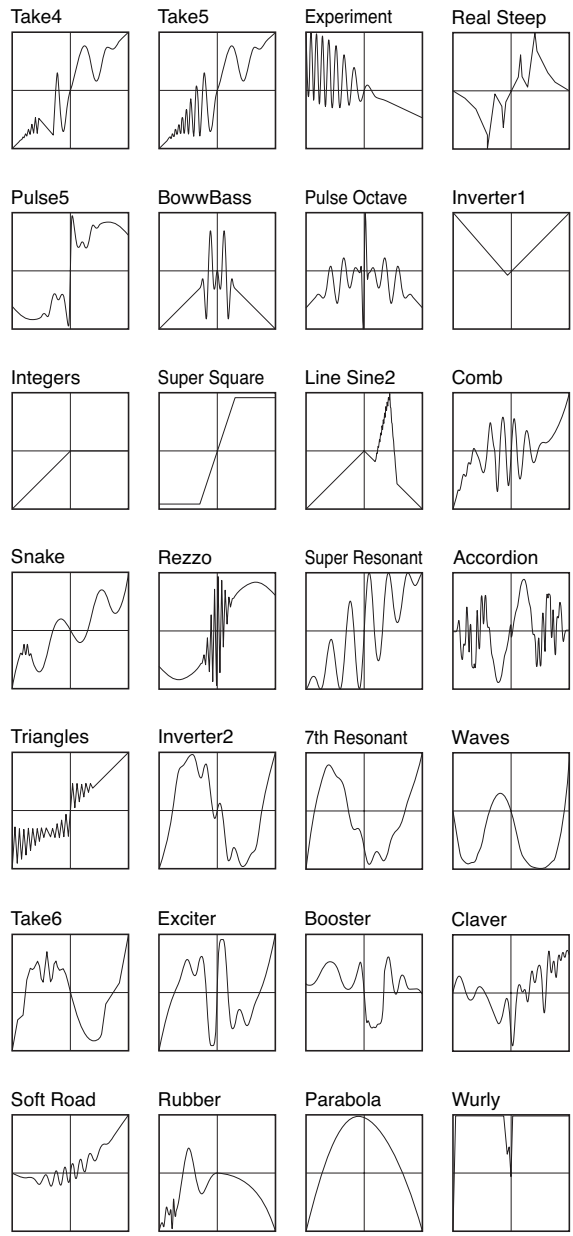 Take4
Take5
Experiment
Real Steep
Pulse5
BowwBass
Pulse Octave
Inverter1
Integers
Super Square
Line Sine2
Comb
Snake
Rezzo
Super Resonant
Accordion
Triangles
Inverter2
7th Resonant
Waves
Take6
Exciter
Booster
Claver
Soft Road
Rubber
Parabola
Wurly